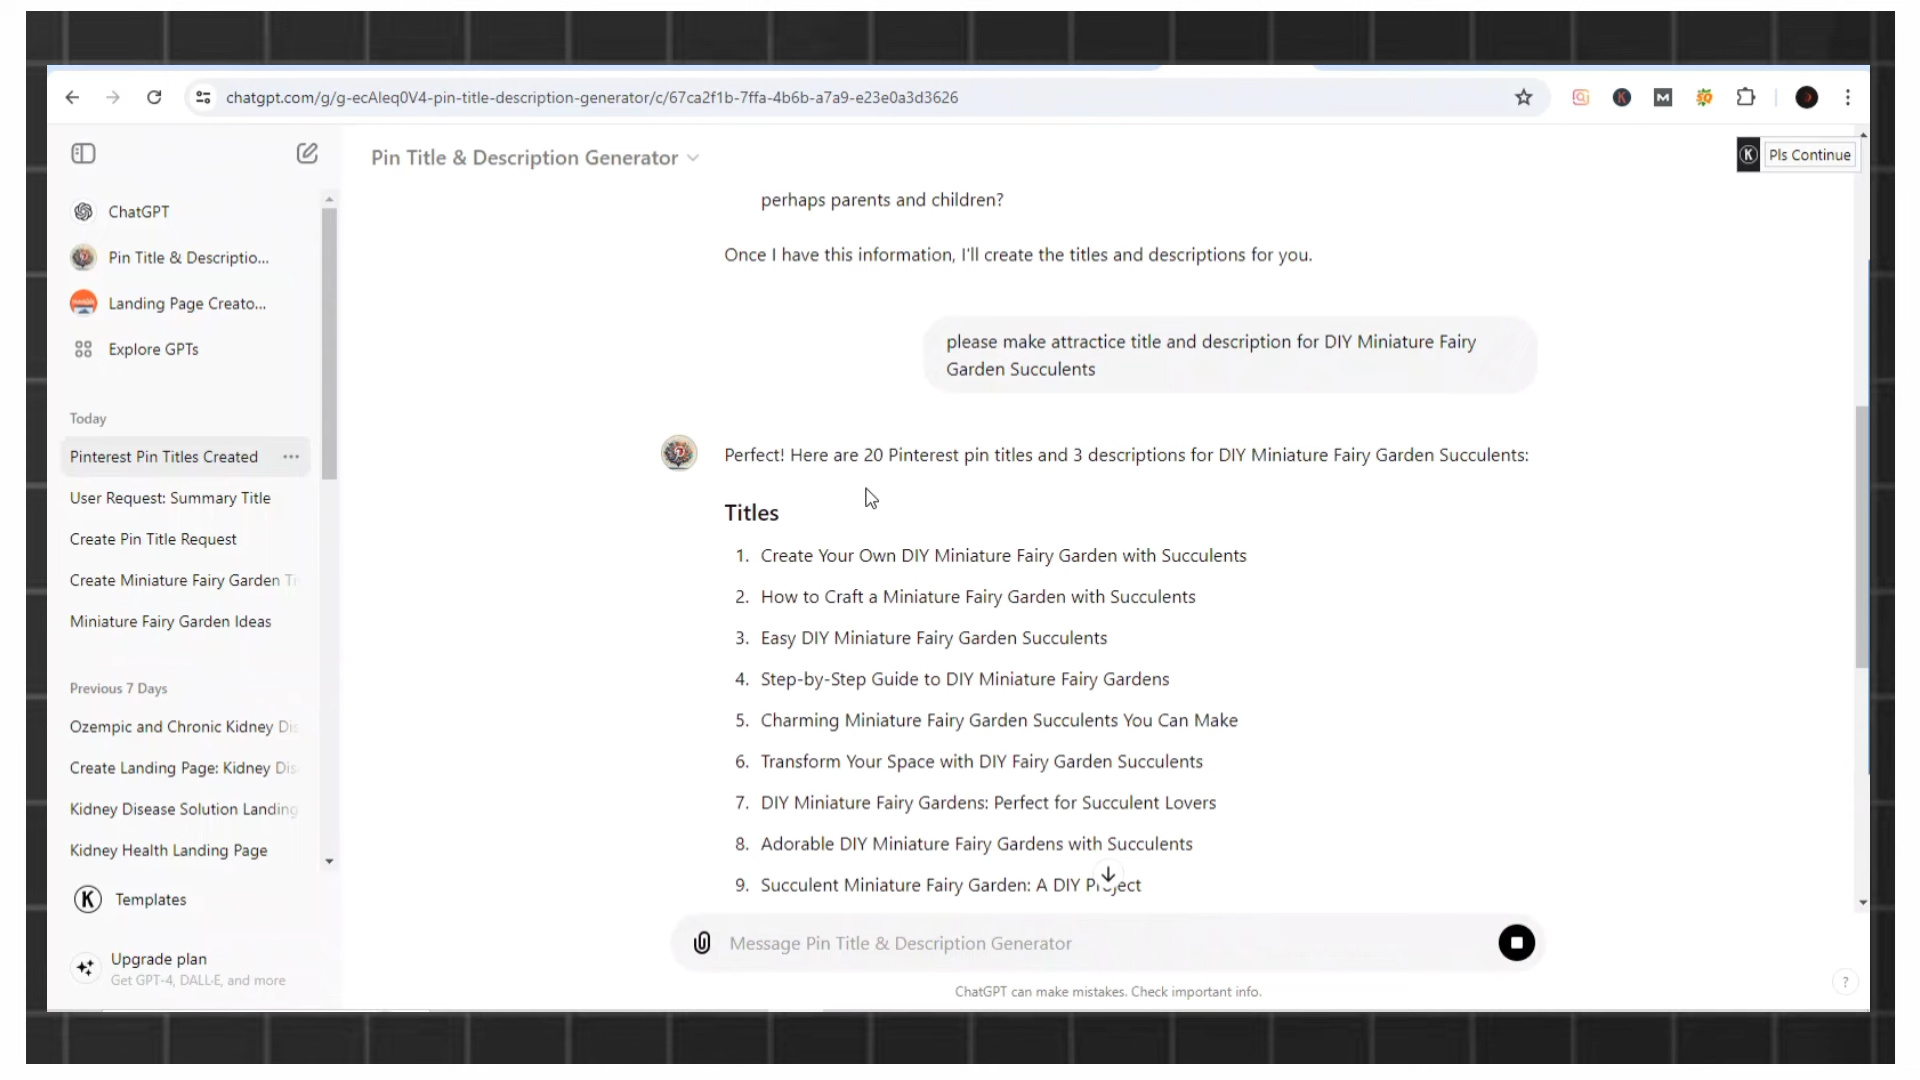 chatgpt.com/g/g-ecAleq0V4-pin-title-description-generator/c/67ca2f1b-7ffa-4b6b-a7a9-e23e0a3d3626
Pin Title & Description Generator
K Pls Continue
ChatGPT
Pin Title & Descriptio...
Landing Page Creato...
Explore GPTs
Today
Pinterest Pin Titles Created
User Request: Summary Title
Create Pin Title Request
Create Miniature Fairy Garden Ti
Miniature Fairy Garden Ideas
Previous 7 Days
Ozempic and Chronic Kidney Dis
Create Landing Page: Kidney Dis
Kidney Disease Solution Landing
Kidney Health Landing Page
K Templates
Upgrade plan
Get GPT-4, DALL·E, and more
perhaps parents and children?
Once I have this information, I'll create the titles and descriptions for you.
please make attractice title and description for DIY Miniature Fairy
Garden Succulents
Perfect! Here are 20 Pinterest pin titles and 3 descriptions for DIY Miniature Fairy Garden Succulents:
Titles
1. Create Your Own DIY Miniature Fairy Garden with Succulents
2. How to Craft a Miniature Fairy Garden with Succulents
3. Easy DIY Miniature Fairy Garden Succulents
4. Step-by-Step Guide to DIY Miniature Fairy Gardens
5. Charming Miniature Fairy Garden Succulents You Can Make
6. Transform Your Space with DIY Fairy Garden Succulents
7. DIY Miniature Fairy Gardens: Perfect for Succulent Lovers
8. Adorable DIY Miniature Fairy Gardens with Succulents
9. Succulent Miniature Fairy Garden: A DIY Project
Message Pin Title & Description Generator
ChatGPT can make mistakes. Check important info.
?